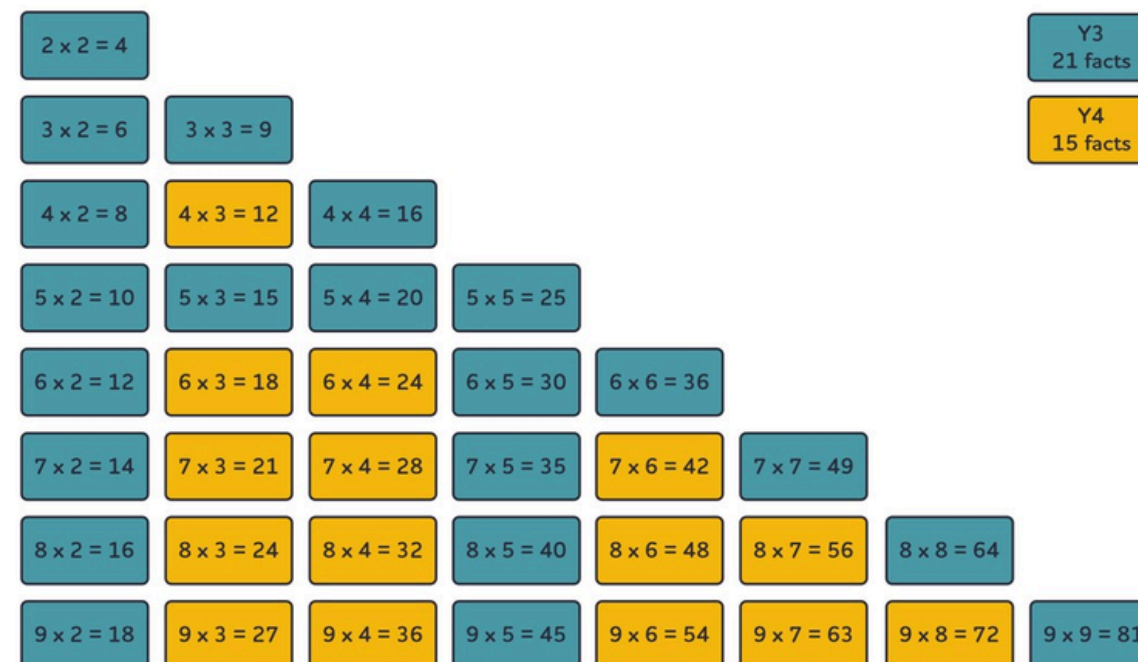 2 x 2 = 4
Y3
21 facts
3 x 2 = 6 3 x 3 = 9
Y4
15 facts
4 x 2 = 8 4 x 3 = 12 4 x 4 = 16
5 x 2 = 10 5 x 3 = 15 5 x 4 = 20 5 x 5 = 25
6 x 2 = 12 6 x 3 = 18 6 x 4 = 24 6 x 5 = 30 6 x 6 = 36
7 x 2 = 14 7 x 3 = 21 7 x 4 = 28 7 x 5 = 35 7 x 6 = 42 7 x 7 = 49
8 x 2 = 16 8 x 3 = 24 8 x 4 = 32 8 x 5 = 40 8 x 6 = 48 8 x 7 = 56 8 x 8 = 64
9 x 2 = 18 9 x 3 = 27 9 x 4 = 36 9 x 5 = 45 9 x 6 = 54 9 x 7 = 63 9 x 8 = 72 9 x 9 = 81